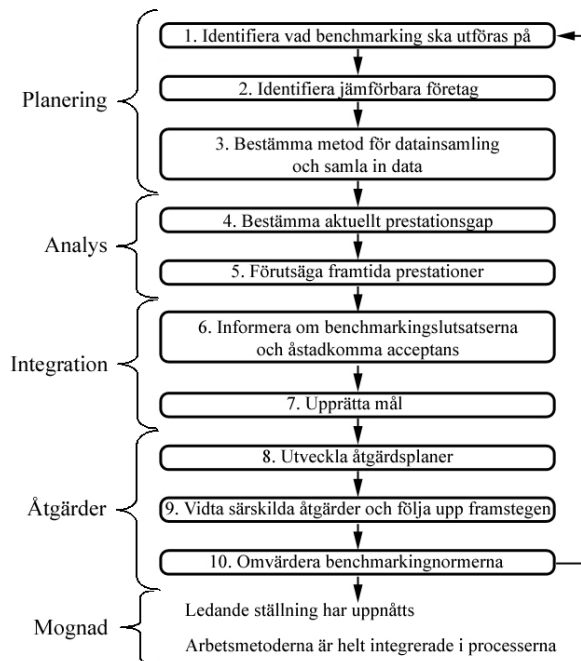 1. Identifiera vad benchmarking ska utföras på
2. Identifiera jämförbara företag
Planering
3. Bestämma metod för datainsamling
och samla in data
4. Bestämma aktuellt prestationsgap
Analys
5. Förutsäga framtida prestationer
6. Informera om benchmarkingslutsatserna
och åstadkomma acceptans
Integration
7. Upprätta mål
8. Utveckla åtgärdsplaner
Åtgärder
9. Vidta särskilda åtgärder och följa upp framstegen
10. Omvärdera benchmarkingnormerna
Ledande ställning har uppnåtts
Mognad
Arbetsmetoderna är helt integrerade i processerna